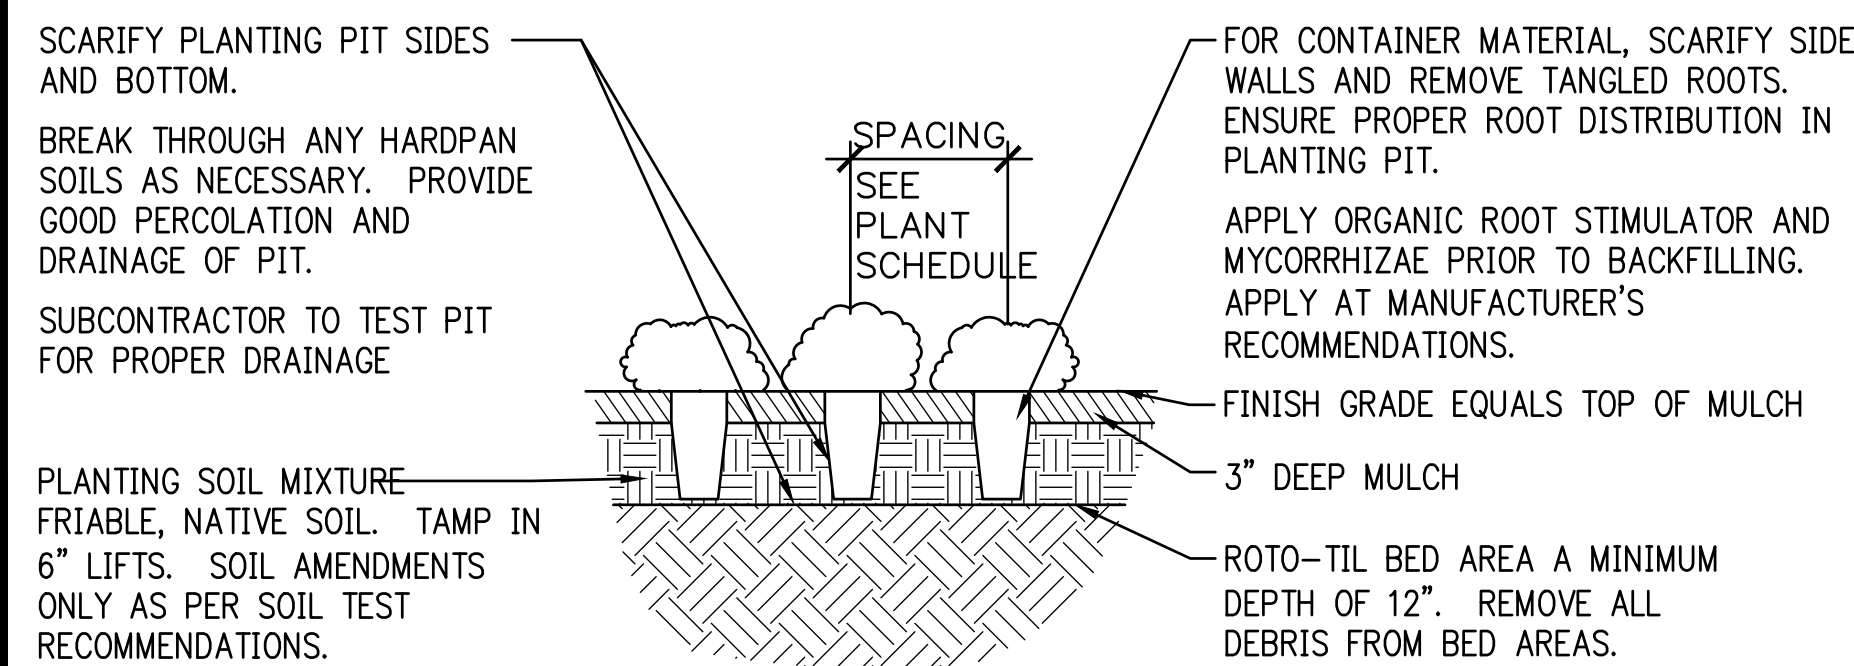 SCARIFY PLANTING PIT SIDES
AND BOTTOM.
BREAK THROUGH ANY HARDPAN
SOILS AS NECESSARY. PROVIDE
GOOD PERCOLATION AND
DRAINAGE OF PIT.
SUBCONTRACTOR TO TEST PIT
FOR PROPER DRAINAGE
PLANTING SOIL MIXTURE
FRIABLE, NATIVE SOIL. TAMP IN
6" LIFTS. SOIL AMENDMENTS
ONLY AS PER SOIL TEST
RECOMMENDATIONS.
SPACING
SEE
PLANT
SCHEDULE
FOR CONTAINER MATERIAL, SCARIFY SIDE
WALLS AND REMOVE TANGLED ROOTS.
ENSURE PROPER ROOT DISTRIBUTION IN
PLANTING PIT.
APPLY ORGANIC ROOT STIMULATOR AND
MYCORRHIZAE PRIOR TO BACKFILLING.
APPLY AT MANUFACTURER'S
RECOMMENDATIONS.
FINISH GRADE EQUALS TOP OF MULCH
3" DEEP MULCH
ROTO-TIL BED AREA A MINIMUM
DEPTH OF 12". REMOVE ALL
DEBRIS FROM BED AREAS.